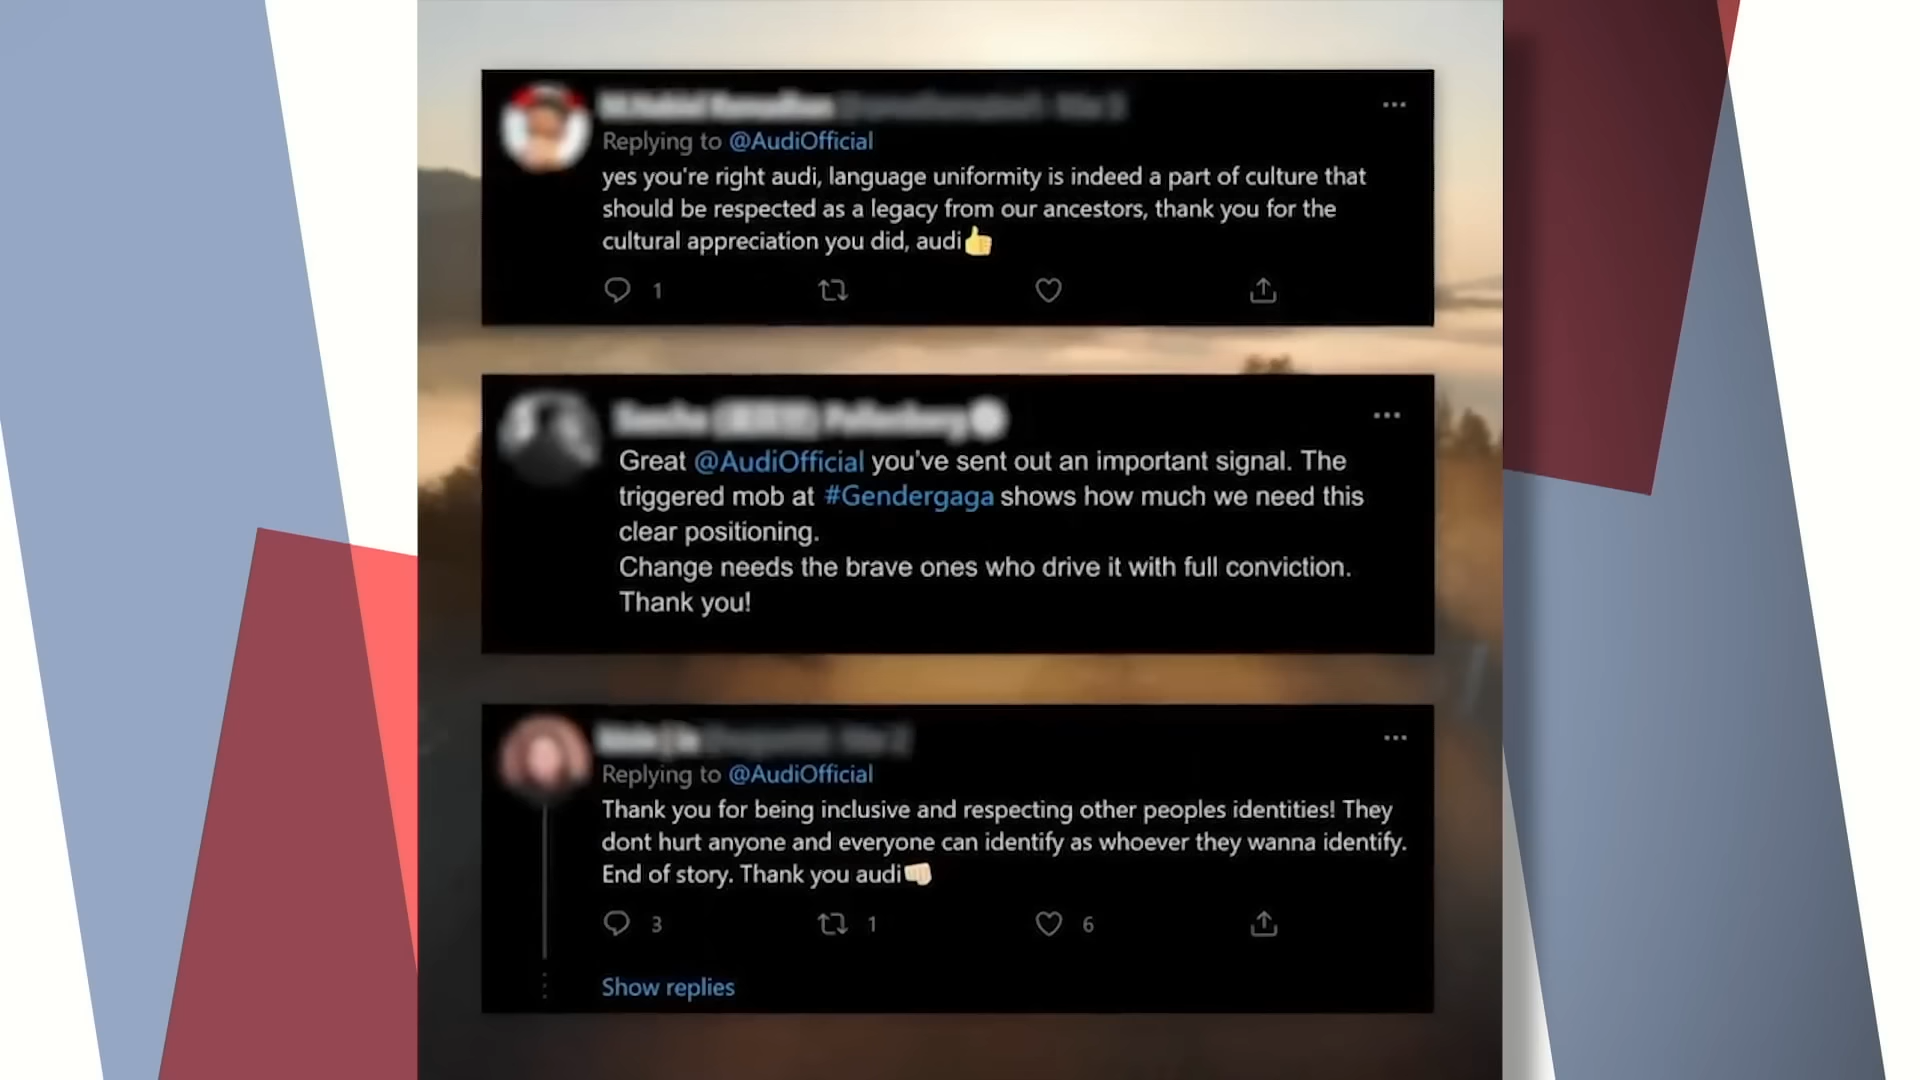 Replying to @AudiOfficial
yes you're right audi, language uniformity is indeed a part of culture that
should be respected as a legacy from our ancestors, thank you for the
cultural appreciation you did, audi👍
1
Great @AudiOfficial you've sent out an important signal. The
triggered mob at #Gendergaga shows how much we need this
clear positioning.
Change needs the brave ones who drive it with full conviction.
Thank you!
Replying to @AudiOfficial
Thank you for being inclusive and respecting other peoples identities! They
dont hurt anyone and everyone can identify as whoever they wanna identify.
End of story. Thank you audi👊🏻
3 1 6
Show replies